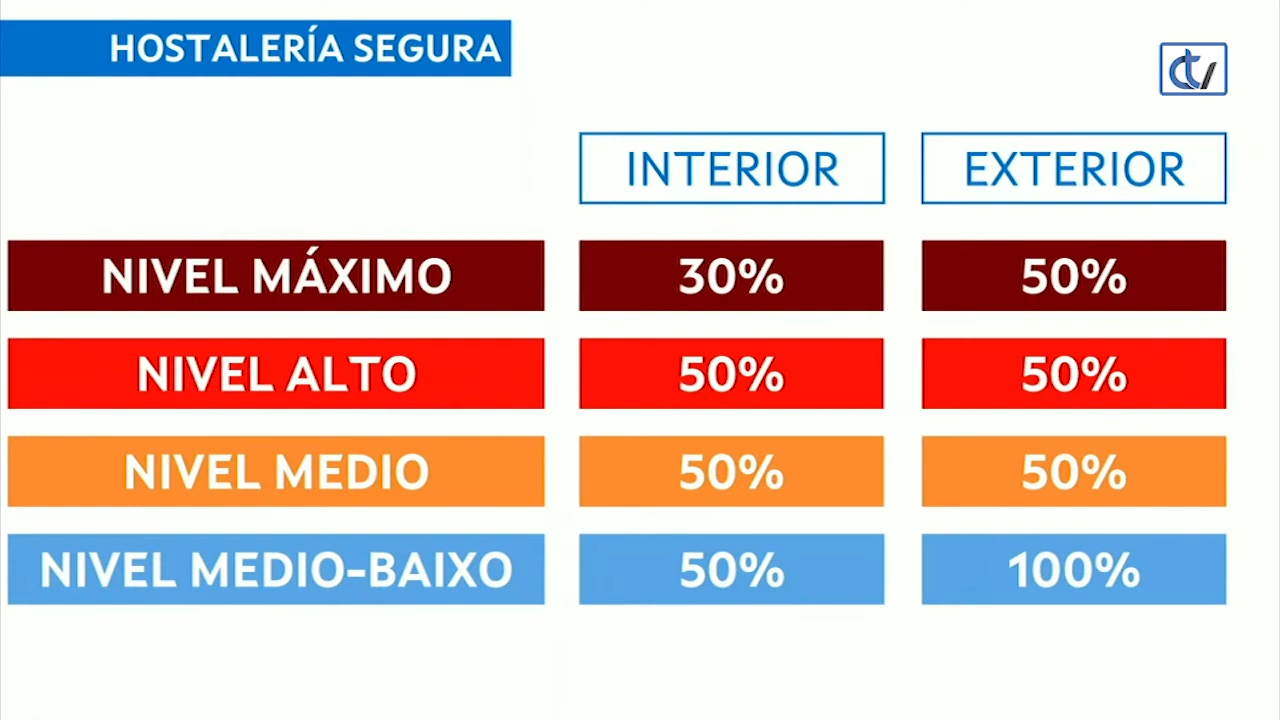 HOSTALERÍA SEGURA
INTERIOR EXTERIOR
NIVEL MÁXIMO 30% 50%
NIVEL ALTO 50% 50%
NIVEL MEDIO 50% 50%
NIVEL MEDIO-BAIXO 50% 100%